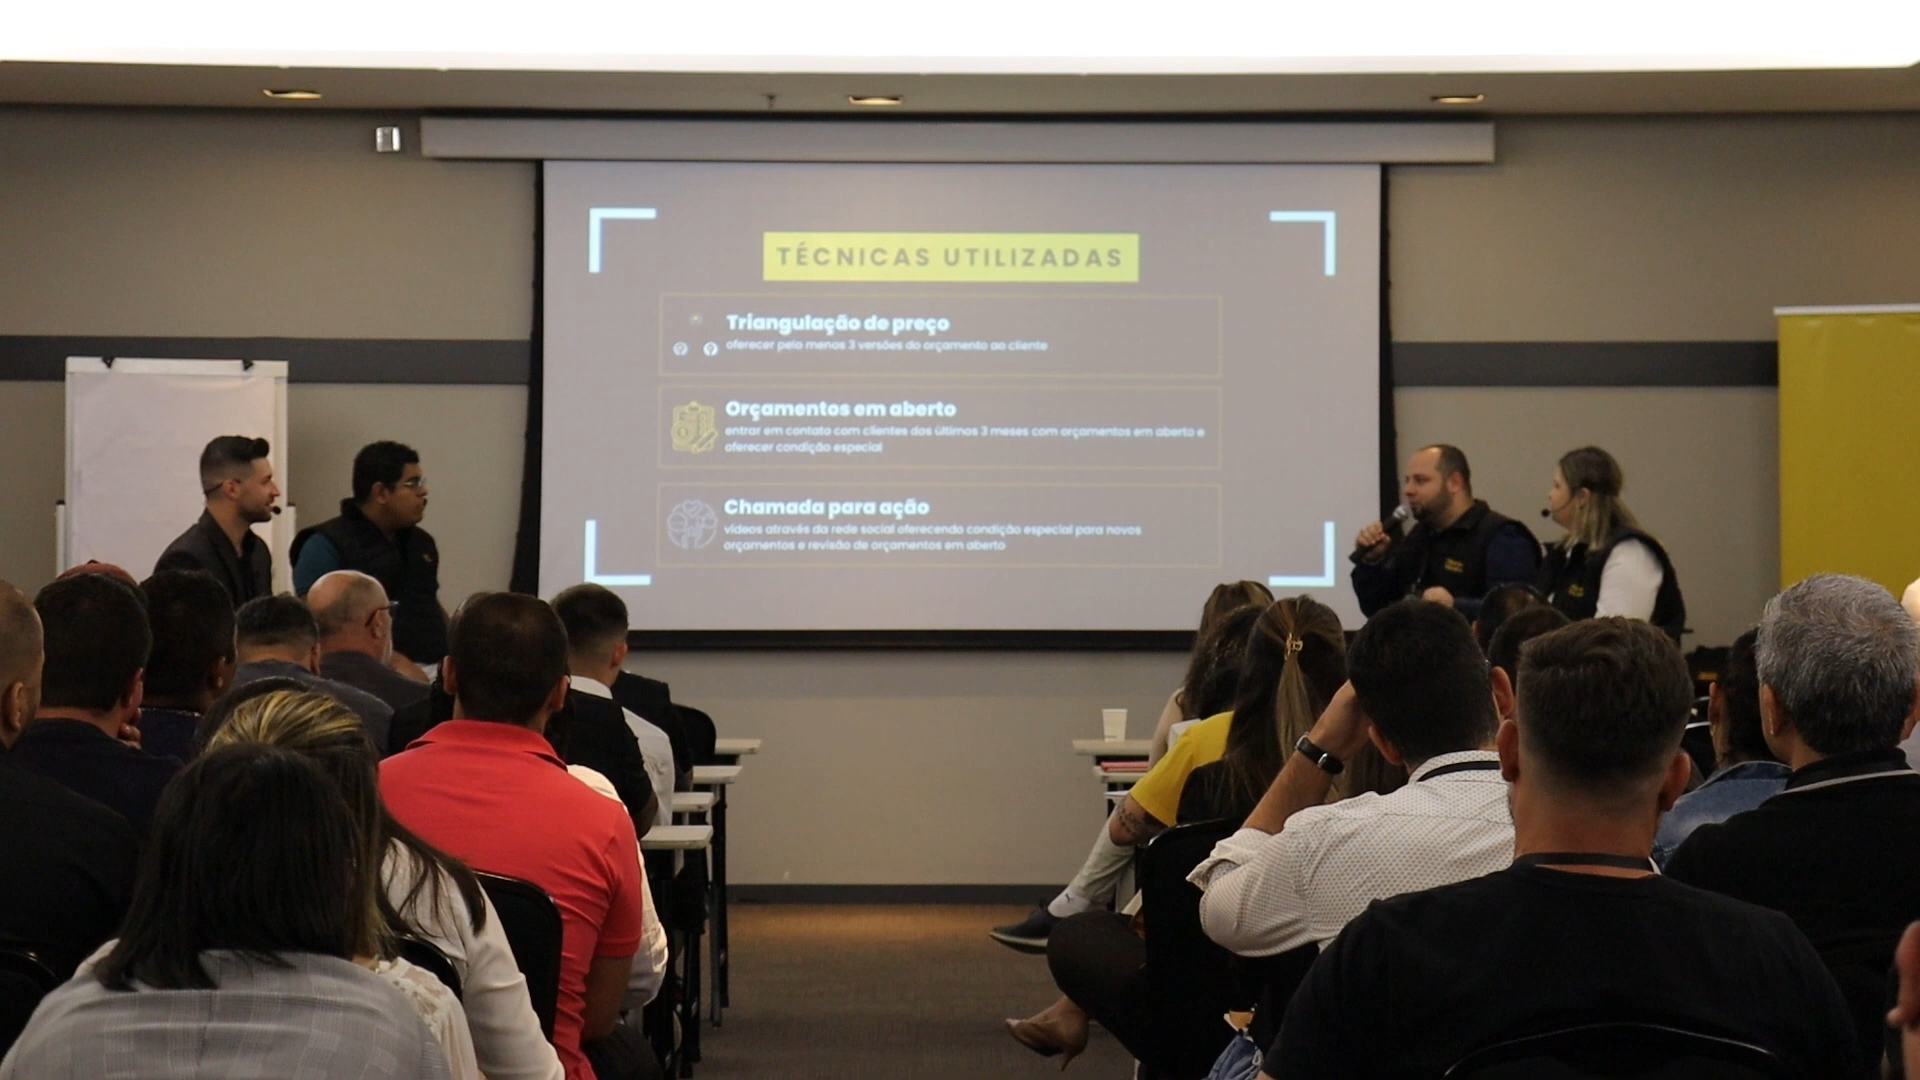 TÉCNICAS UTILIZADAS
Triangulação de preço
oferecer pelo menos 3 versões do orçamento ao cliente
Orçamentos em aberto
entrar em contato com clientes dos últimos 3 meses com orçamentos em aberto e
oferecer condição especial
Chamada para ação
vídeos através da rede social oferecendo condição especial para novos
orçamentos e revisão de orçamentos em aberto